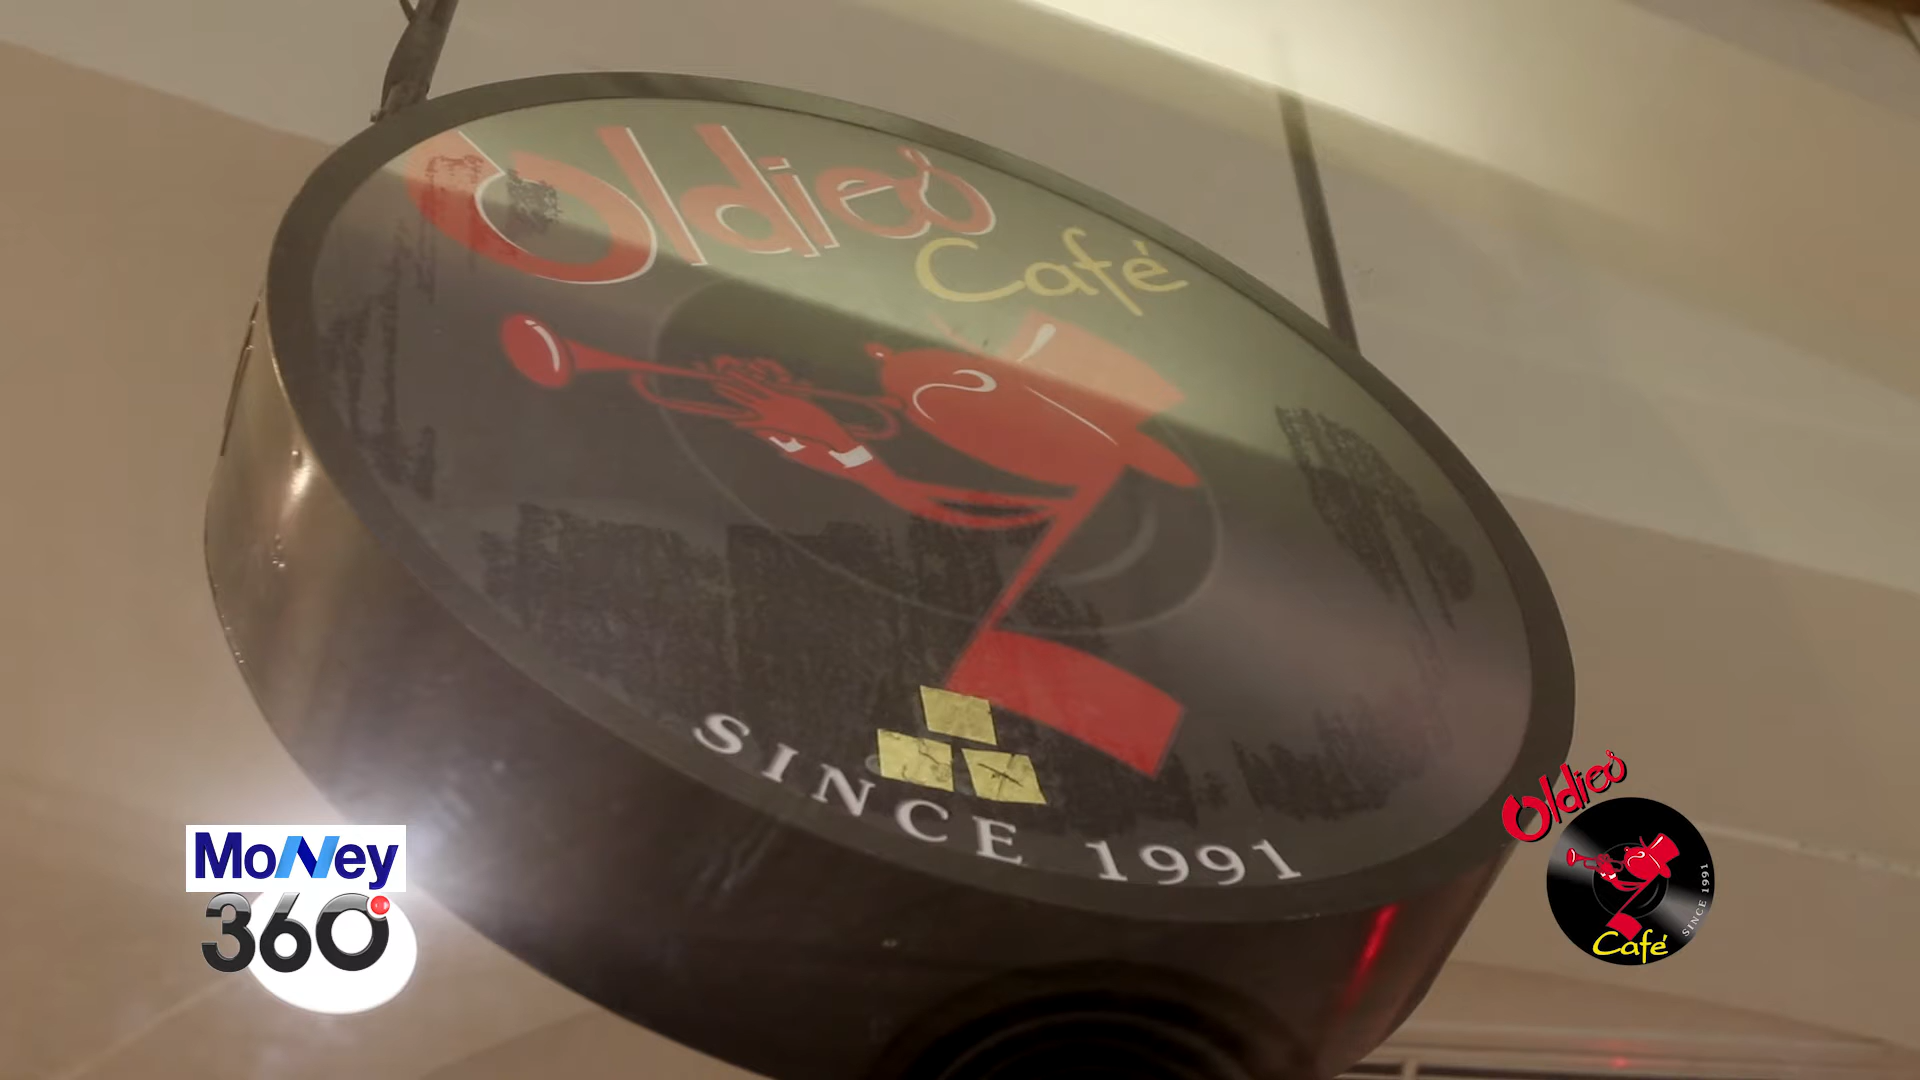 Oldies
Café
SINCE 1991
MoNey
360
Oldies
SINCE 1991
Café